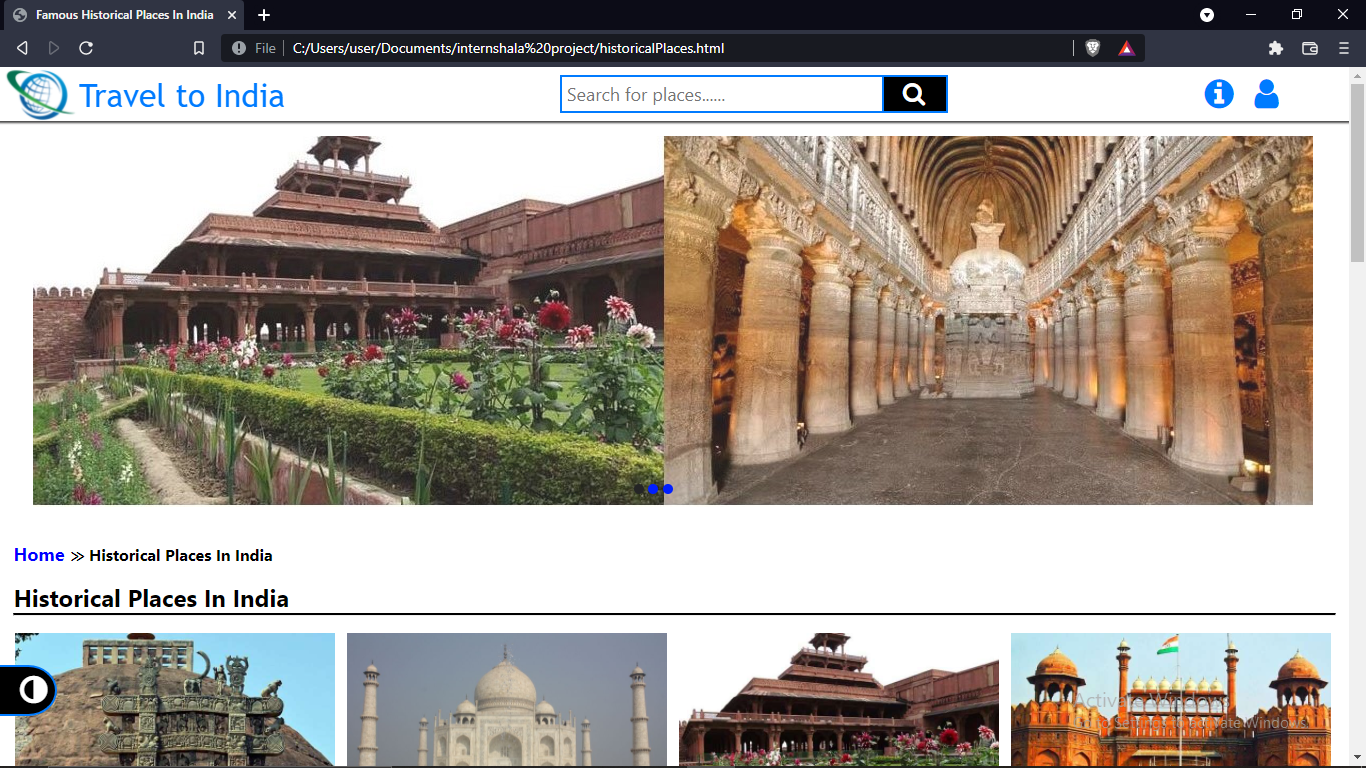 Famous Historical Places In India
File
C:/Users/user/Documents/internshala%20project/historicalPlaces.html
Travel to India
Search for places......
Home ≫ Historical Places In India
Historical Places In India
Activate Windows
Go to Settings to activate Windows.